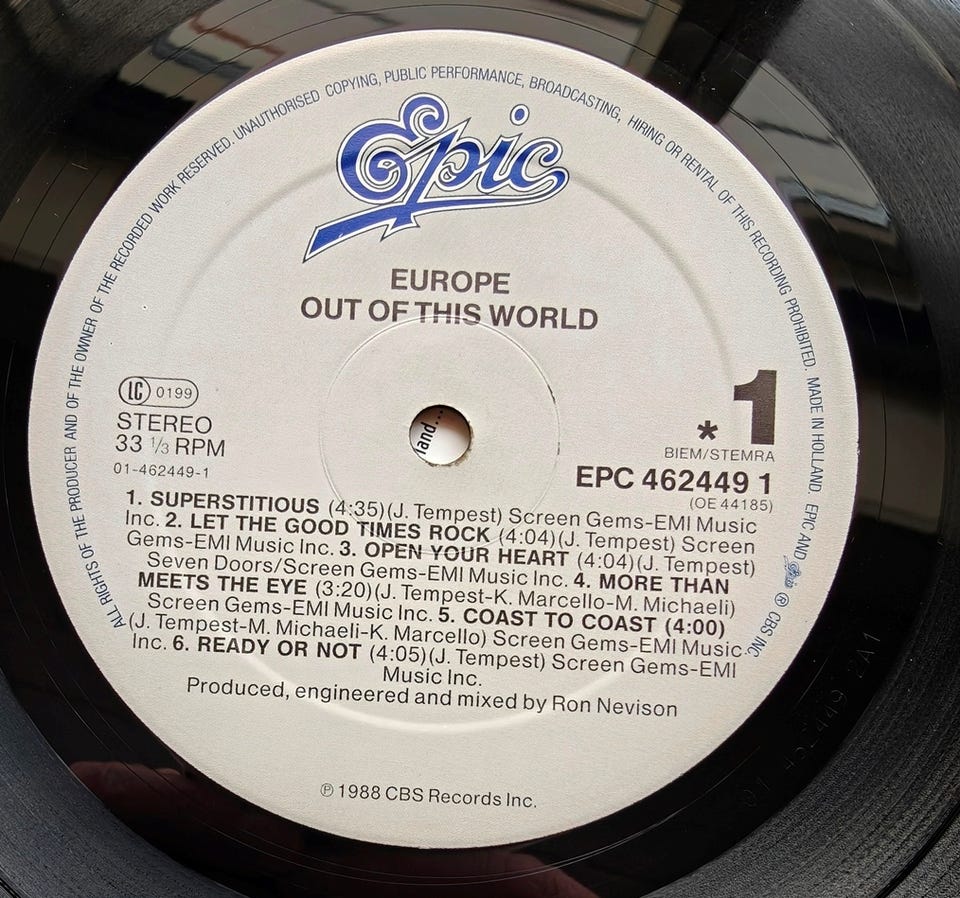 ALL RIGHTS OF THE PRODUCER AND OF THE OWNER OF THE RECORDED WORK RESERVED. UNAUTHORISED COPYING, PUBLIC PERFORMANCE, BROADCASTING, HIRING OR RENTAL OF THIS RECORDING PROHIBITED. MADE IN HOLLAND. EPIC AND Epic ® CBS INC.
Epic
EUROPE
OUT OF THIS WORLD
LC 0199
STEREO
33 1/3 RPM
01-462449-1
1
*
BIEM/STEMRA
EPC 462449 1
(OE 44185)
land...
1. SUPERSTITIOUS (4:35)(J. Tempest) Screen Gems-EMI Music
Inc. 2. LET THE GOOD TIMES ROCK (4:04)(J. Tempest) Screen
Gems-EMI Music Inc. 3. OPEN YOUR HEART (4:04)(J. Tempest)
Seven Doors/Screen Gems-EMI Music Inc. 4. MORE THAN
MEETS THE EYE (3:20)(J. Tempest-K. Marcello-M. Michaeli)
Screen Gems-EMI Music Inc. 5. COAST TO COAST (4:00)
(J. Tempest-M. Michaeli-K. Marcello) Screen Gems-EMI Music
Inc. 6. READY OR NOT (4:05)(J. Tempest) Screen Gems-EMI
Music Inc.
Produced, engineered and mixed by Ron Nevison
℗ 1988 CBS Records Inc.